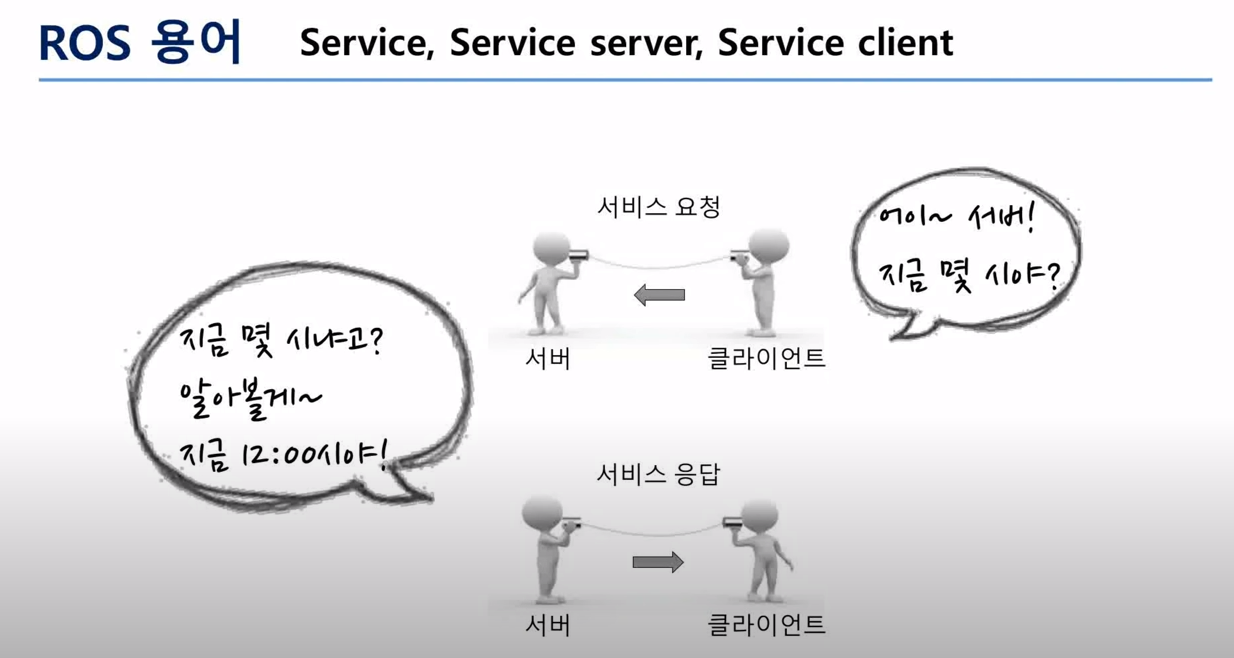 ROS 용어 Service, Service server, Service client
서비스 요청
어이~ 서버!
지금 몇 시야?
서버 클라이언트
지금 몇 시냐고?
알아볼게~
지금 12:00시야!
서비스 응답
서버 클라이언트